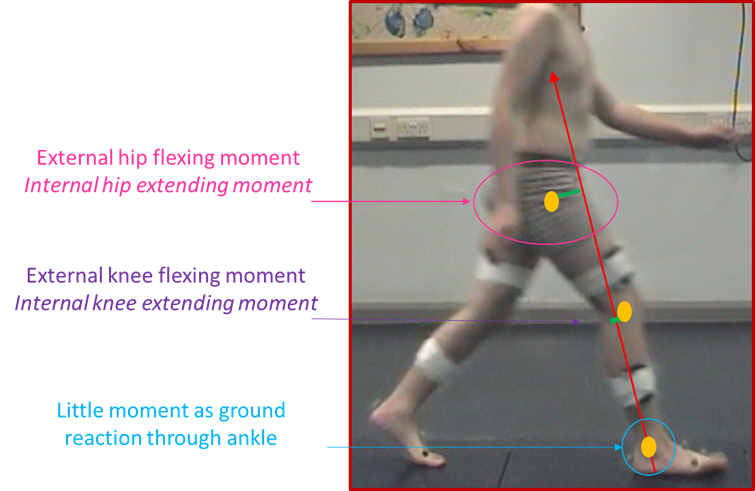 External hip flexing moment
Internal hip extending moment
External knee flexing moment
Internal knee extending moment
Little moment as ground
reaction through ankle